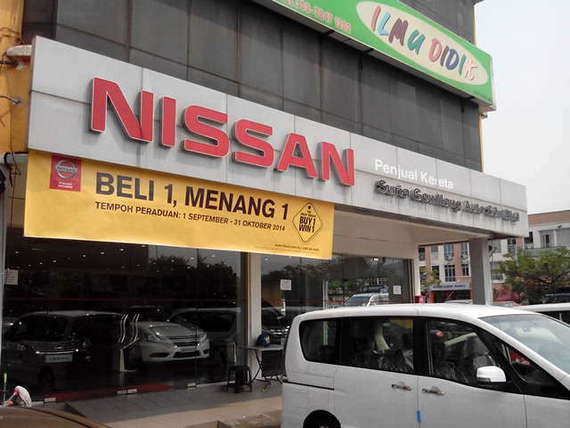 ILMU DIDIK
NISSAN
Penjual Kereta
BELI 1, MENANG 1
TEMPOH PERADUAN: 1 SEPTEMBER - 31 OKTOBER 2014
BUY 1
WIN 1